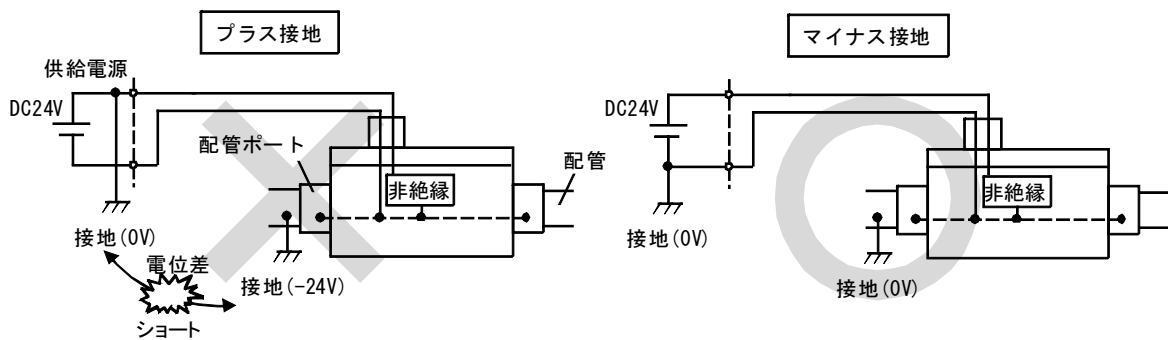 プラス接地
供給電源
DC24V
配管ポート
配管
非絶縁
接地(0V)
電位差
接地(-24V)
ショート
マイナス接地
DC24V
非絶縁
接地(0V)
接地(0V)